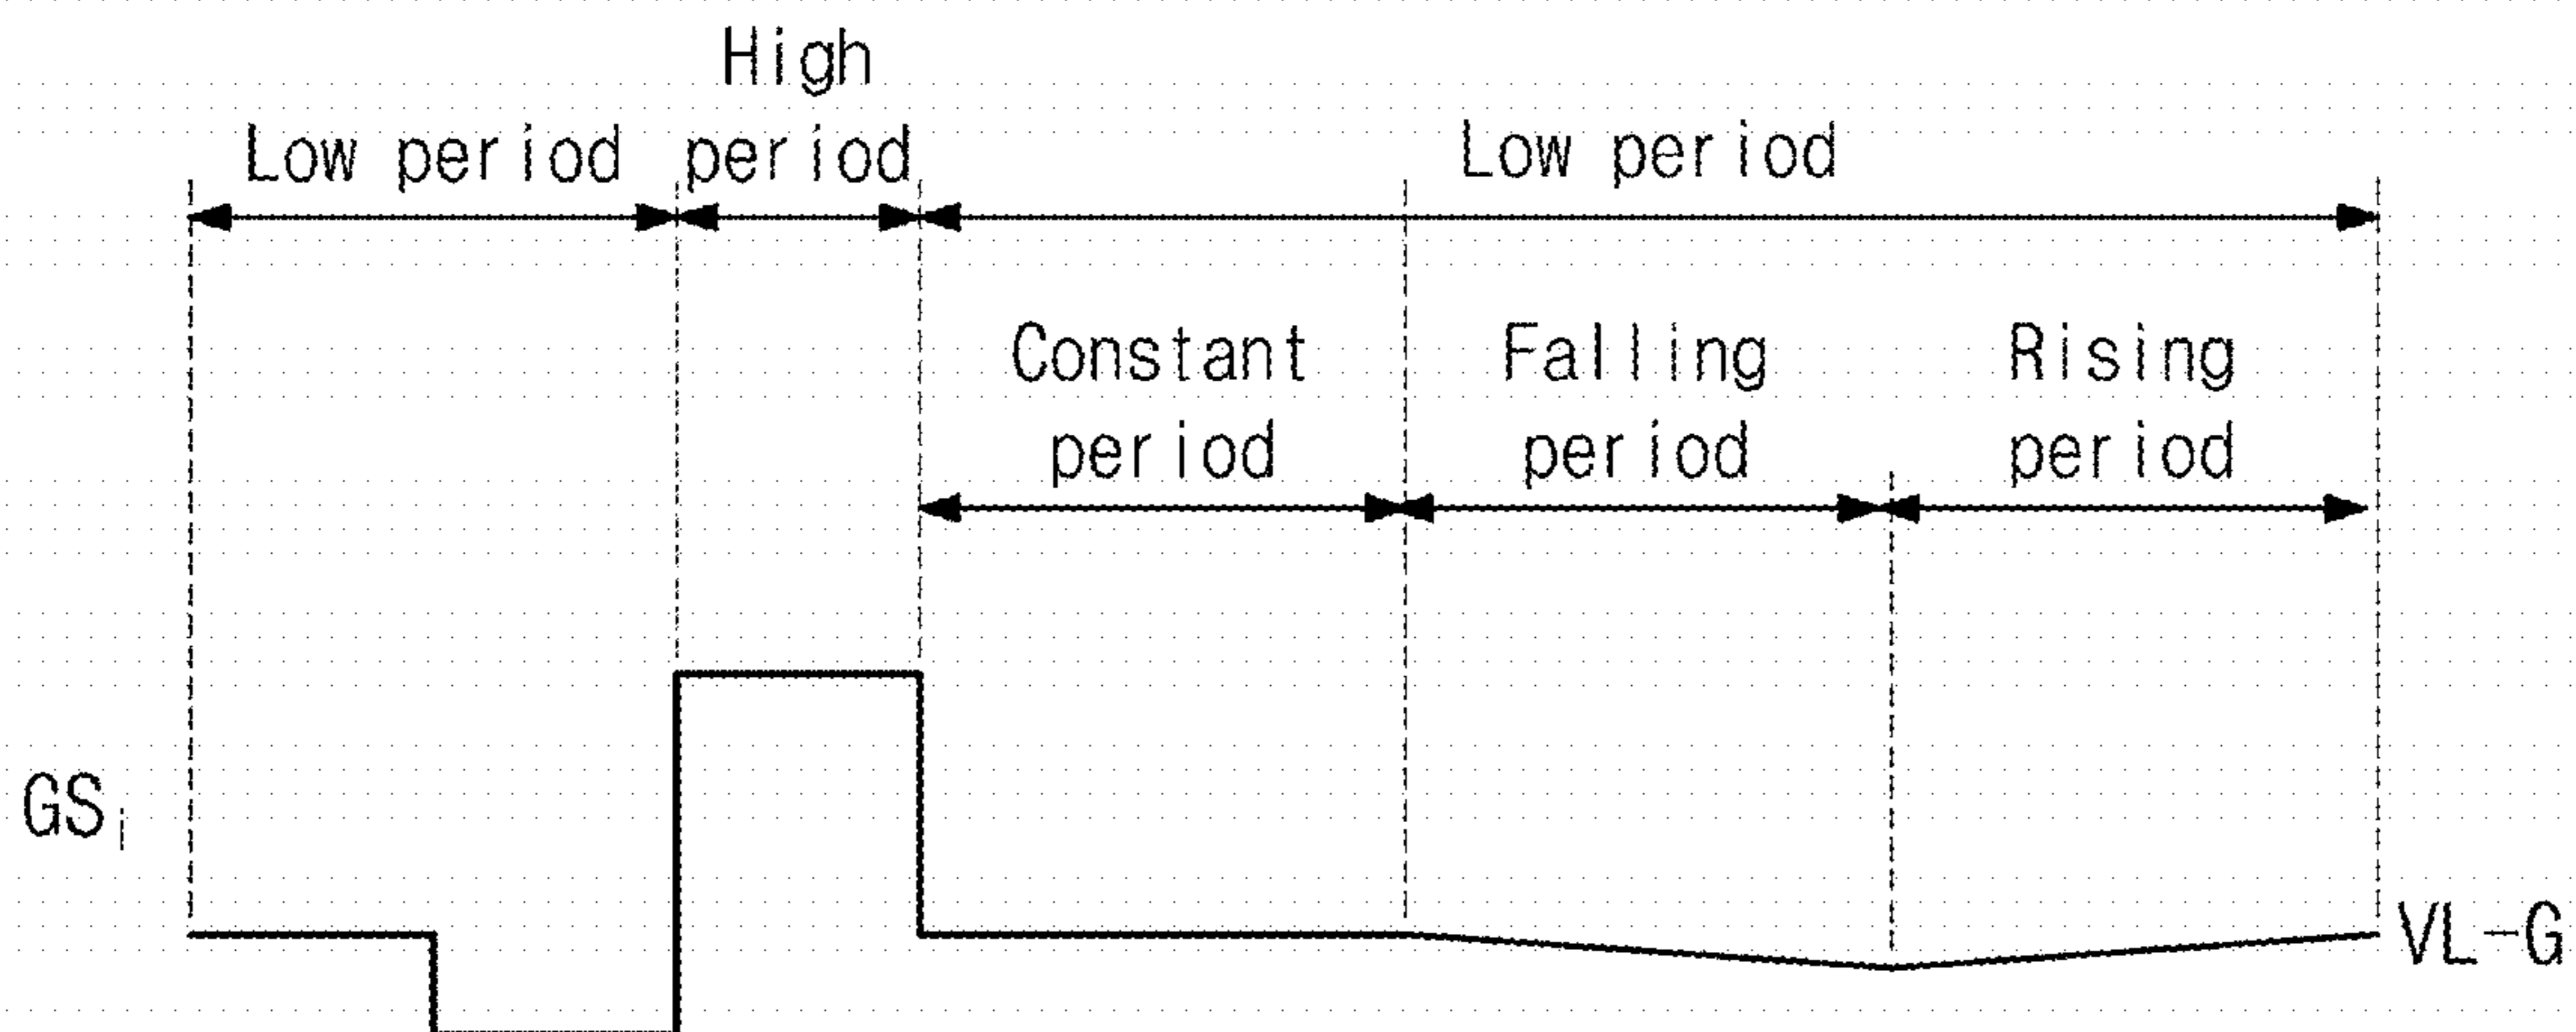 High
Low period period Low period
Constant Falling Rising
period period period
GSi
VL-G